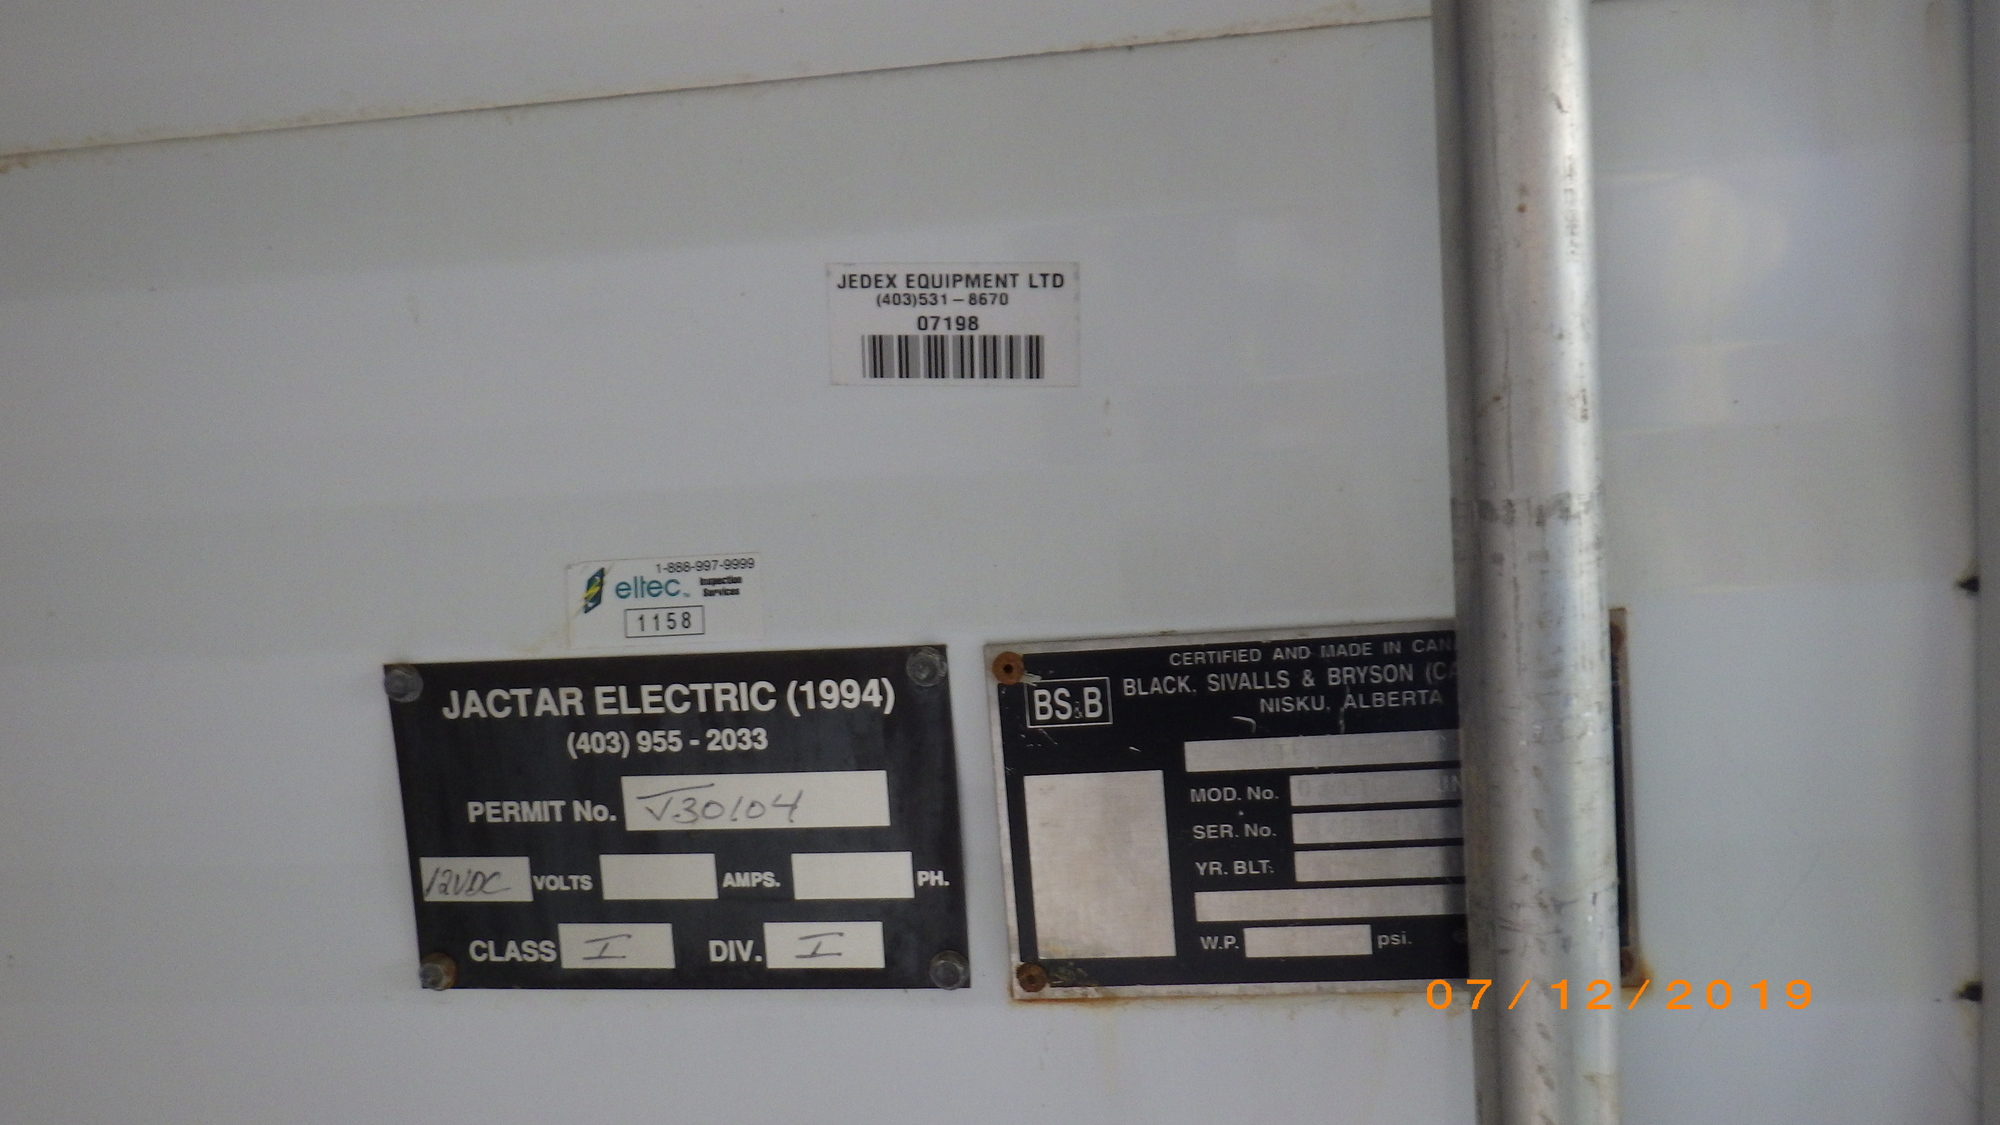 JEDEX EQUIPMENT LTD
(403)531-8670
07198
1-888-997-9999
eltec™ Inspection Services
1158
JACTAR ELECTRIC (1994)
(403) 955 - 2033
PERMIT No. V30104
12VDC VOLTS AMPS. PH.
CLASS I DIV. I
CERTIFIED AND MADE IN
BS&B
BLACK, SIVALLS & BRYSON
NISKU, ALBERTA
MOD. No.
SER. No.
YR. BLT.
W.P. psi.
07/12/2019